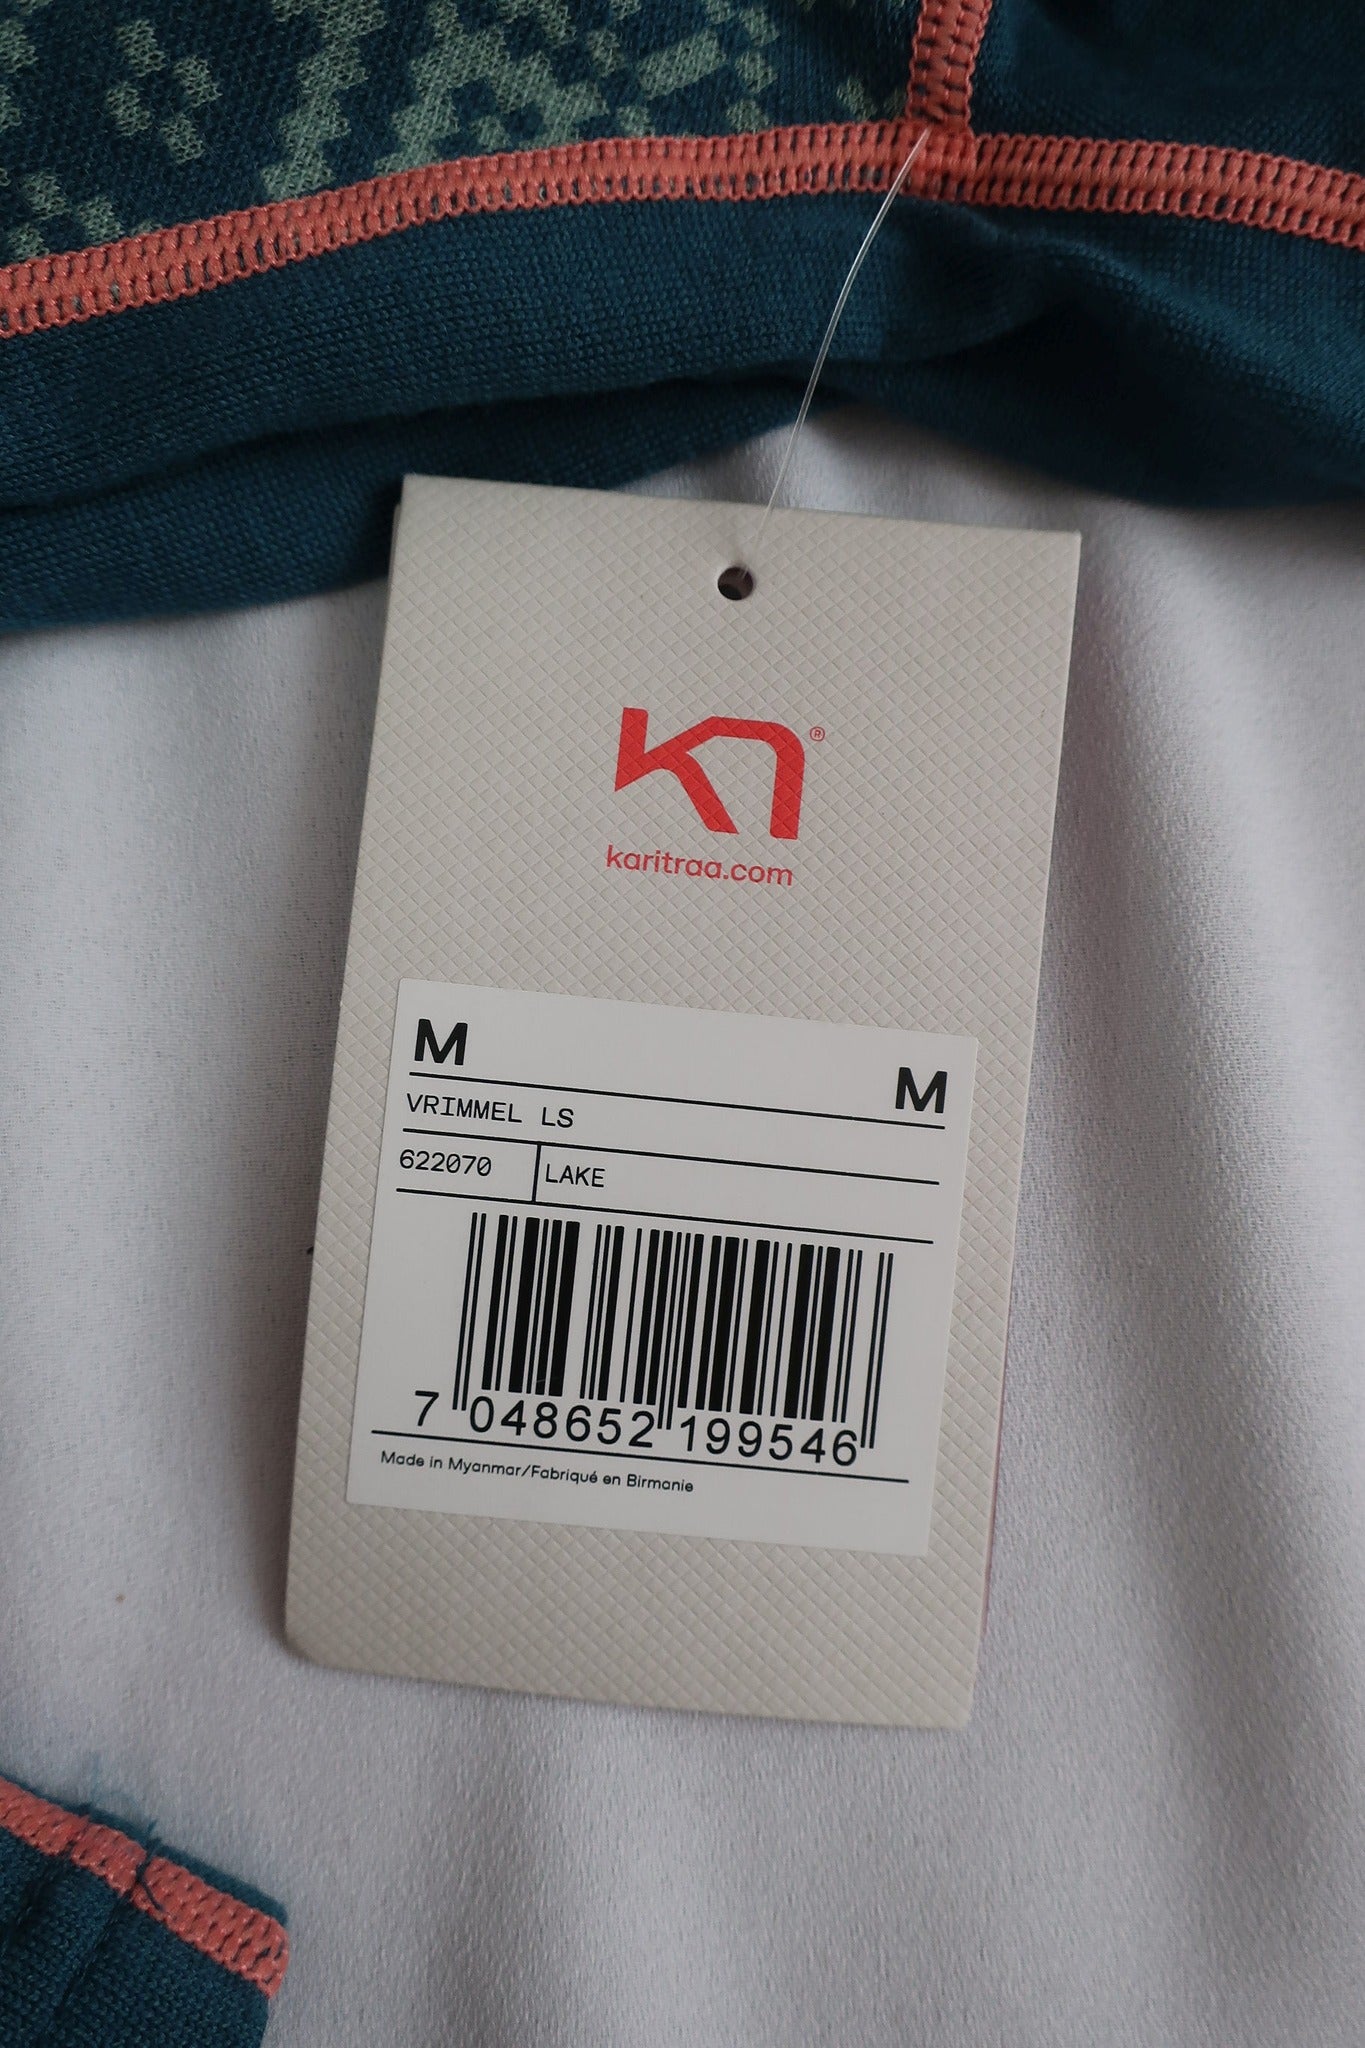 ®
karitraa.com
M
M
VRIMMEL LS
622070 LAKE
7 048652 199546
Made in Myanmar/Fabriqué en Birmanie